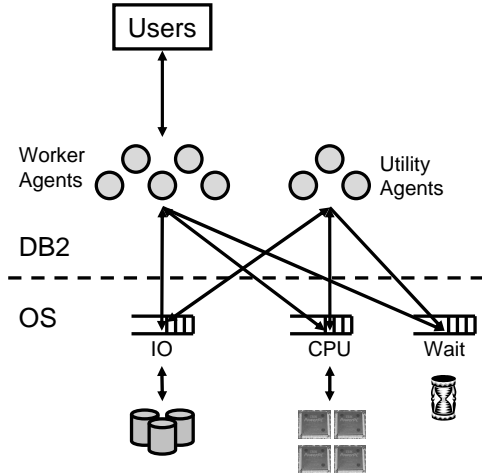 Users
Worker
Agents
Utility
Agents
DB2
OS
IO
CPU
Wait